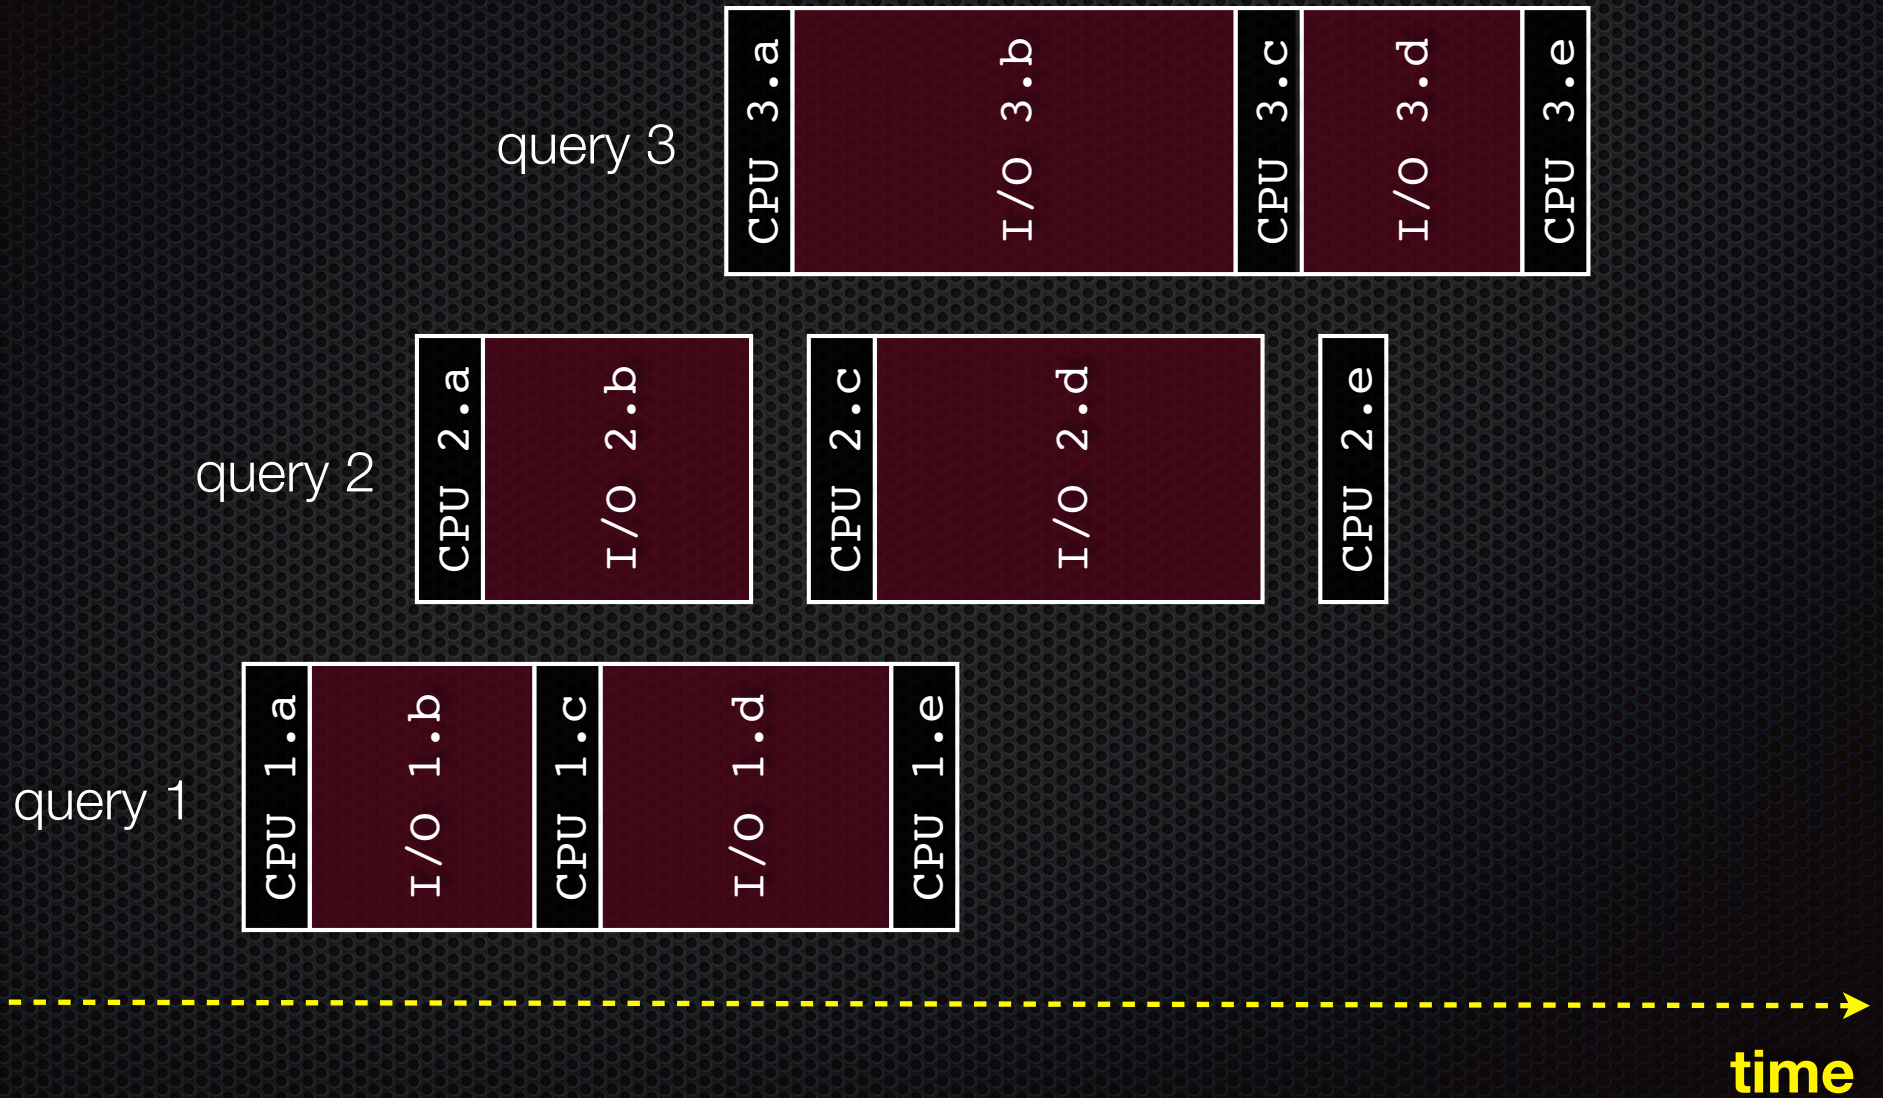 query 3
CPU 3.a
I/O 3.b
CPU 3.c
I/O 3.d
CPU 3.e
query 2
CPU 2.a
I/O 2.b
CPU 2.c
I/O 2.d
CPU 2.e
query 1
CPU 1.a
I/O 1.b
CPU 1.c
I/O 1.d
CPU 1.e
time